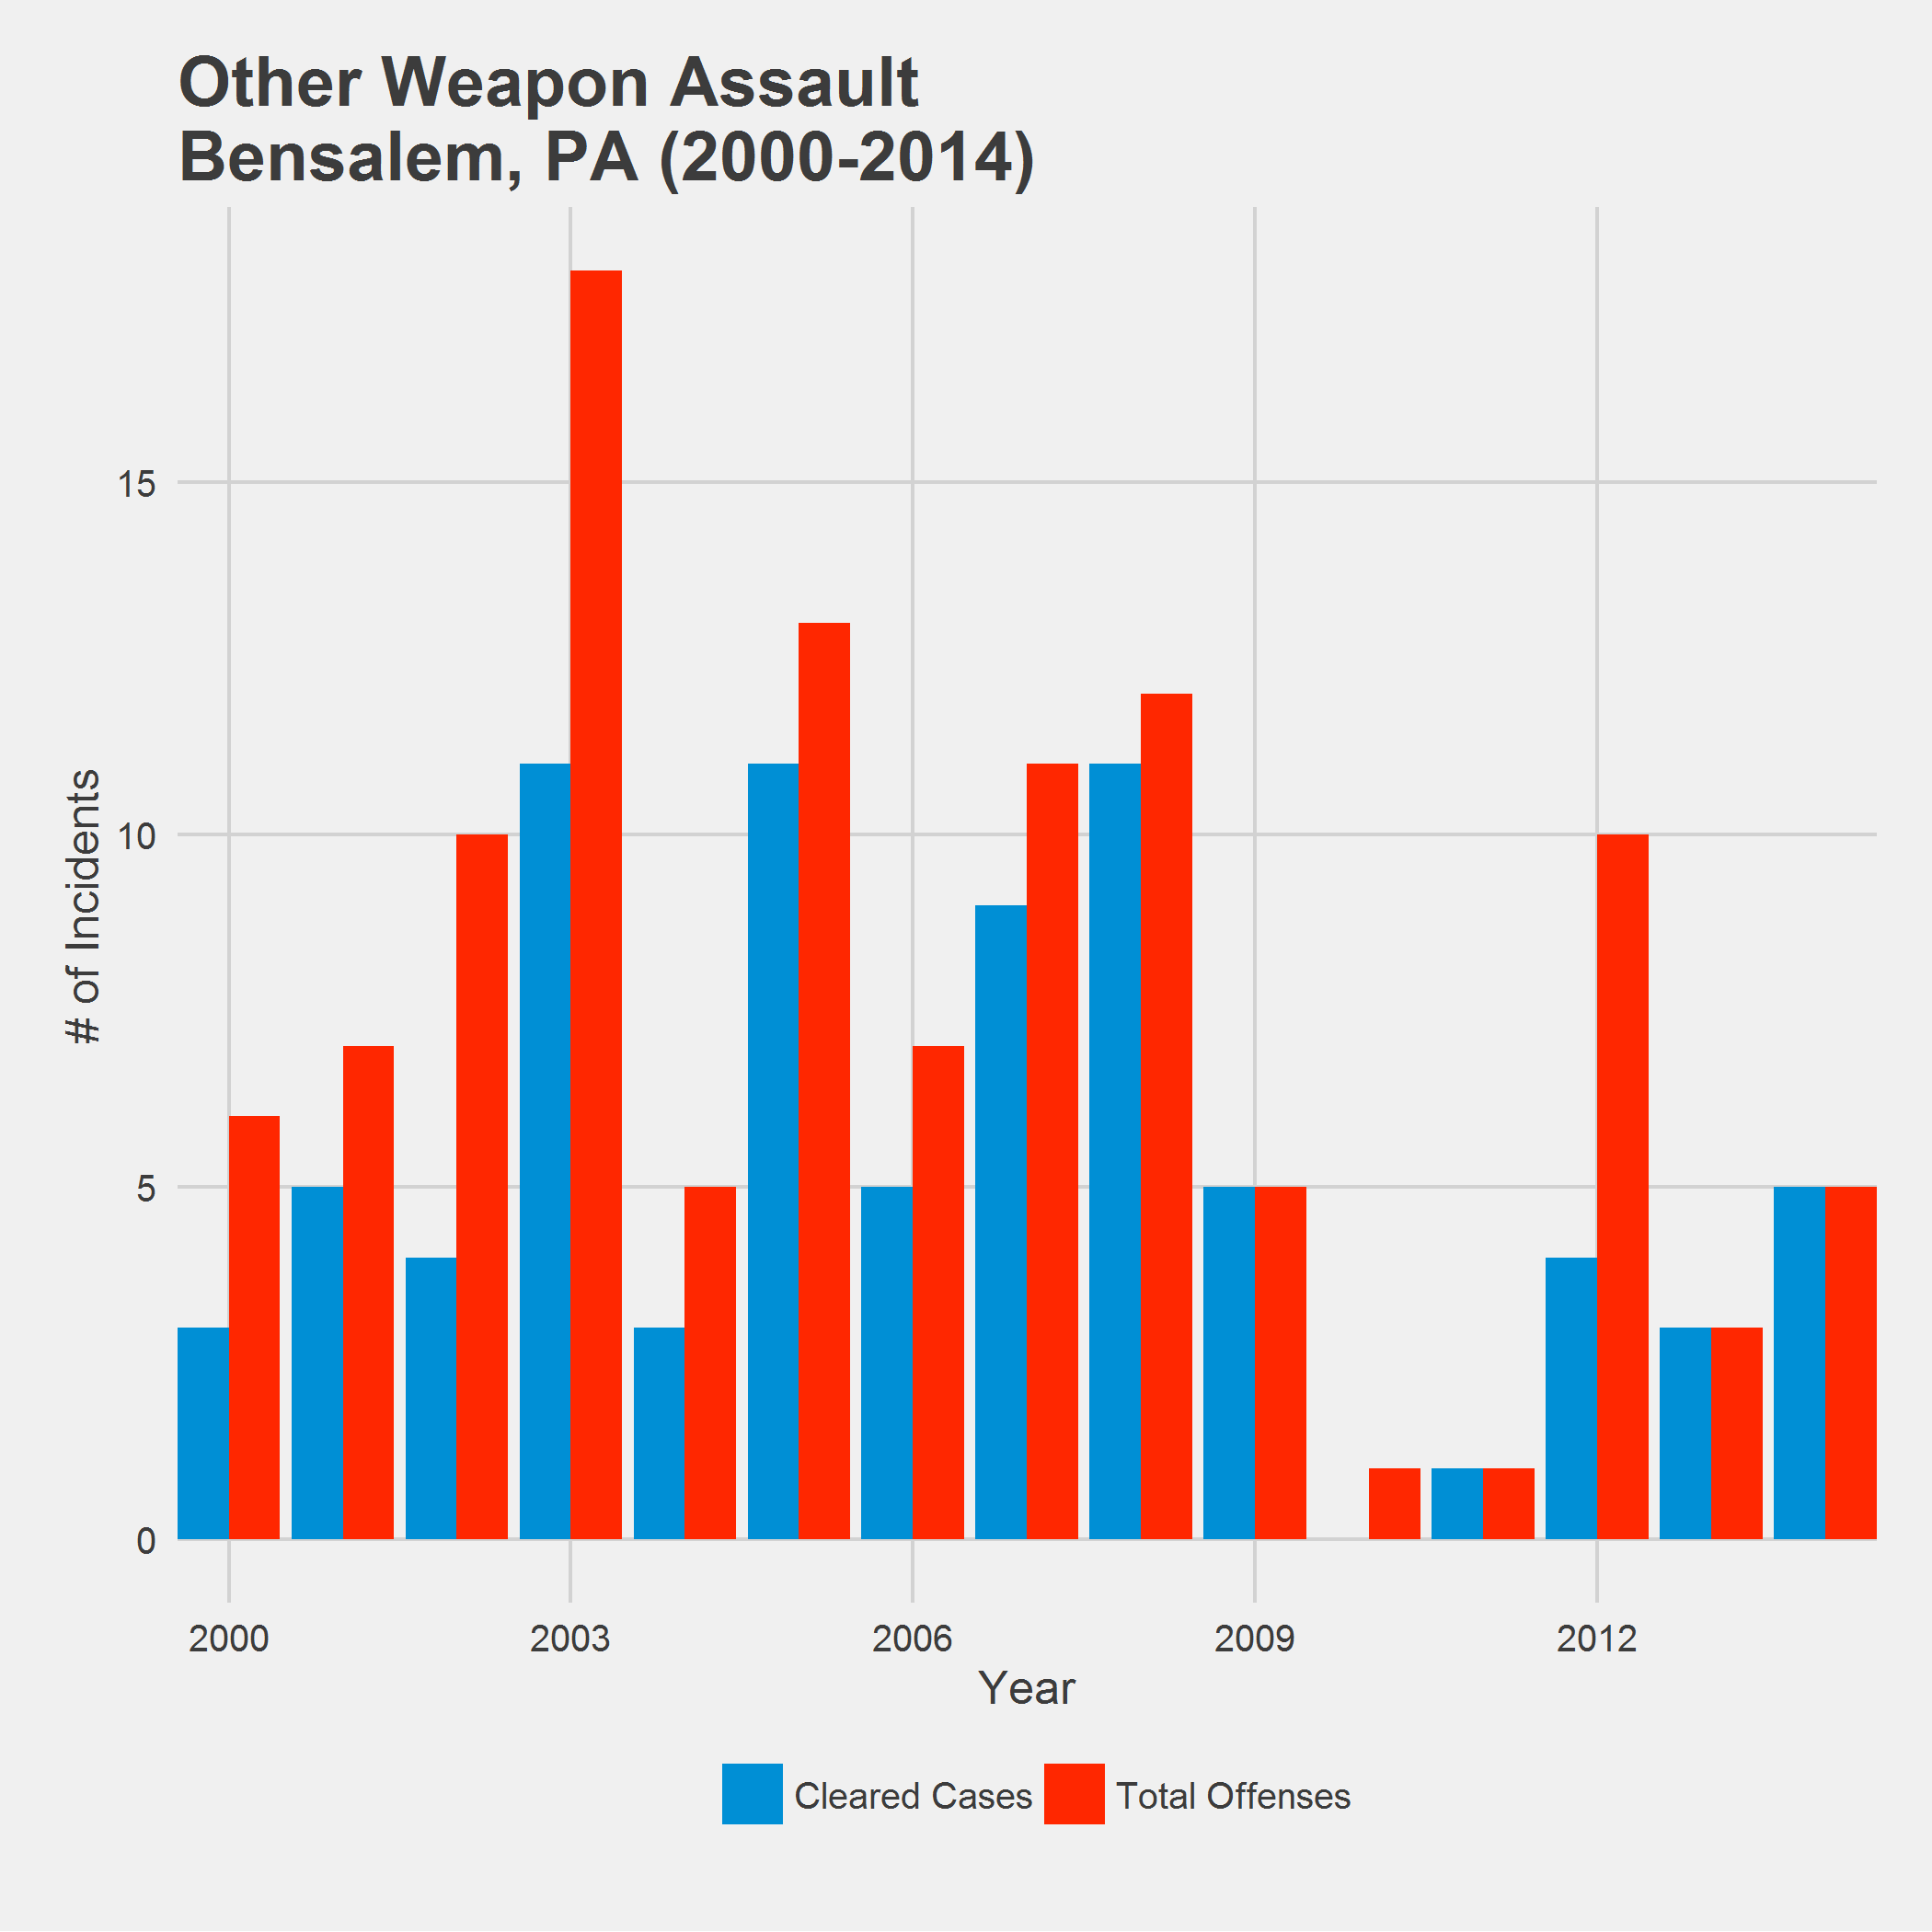 Other Weapon Assault
Bensalem, PA (2000-2014)
# of Incidents
15
10
5
0
2000 2003 2006 2009 2012
Year
Cleared Cases Total Offenses